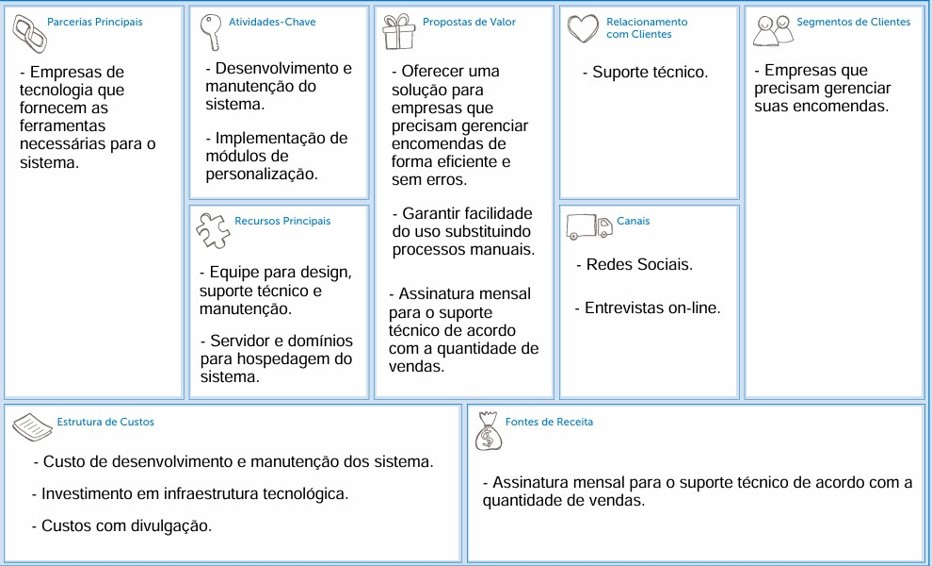 Parcerias Principais
- Empresas de
tecnologia que
fornecem as
ferramentas
necessárias para o
sistema.
Atividades-Chave
- Desenvolvimento e
manutenção do
sistema.
- Implementação de
módulos de
personalização.
Recursos Principais
- Equipe para design,
suporte técnico e
manutenção.
- Servidor e domínios
para hospedagem do
sistema.
Propostas de Valor
- Oferecer uma
solução para
empresas que
precisam gerenciar
encomendas de
forma eficiente e
sem erros.
- Garantir facilidade
do uso substituindo
processos manuais.
- Assinatura mensal
para o suporte
técnico de acordo
com a quantidade de
vendas.
Relacionamento
com Clientes
- Suporte técnico.
Canais
- Redes Sociais.
- Entrevistas on-line.
Segmentos de Clientes
- Empresas que
precisam gerenciar
suas encomendas.
Estrutura de Custos
- Custo de desenvolvimento e manutenção dos sistema.
- Investimento em infraestrutura tecnológica.
- Custos com divulgação.
Fontes de Receita
- Assinatura mensal para o suporte técnico de acordo com a
quantidade de vendas.